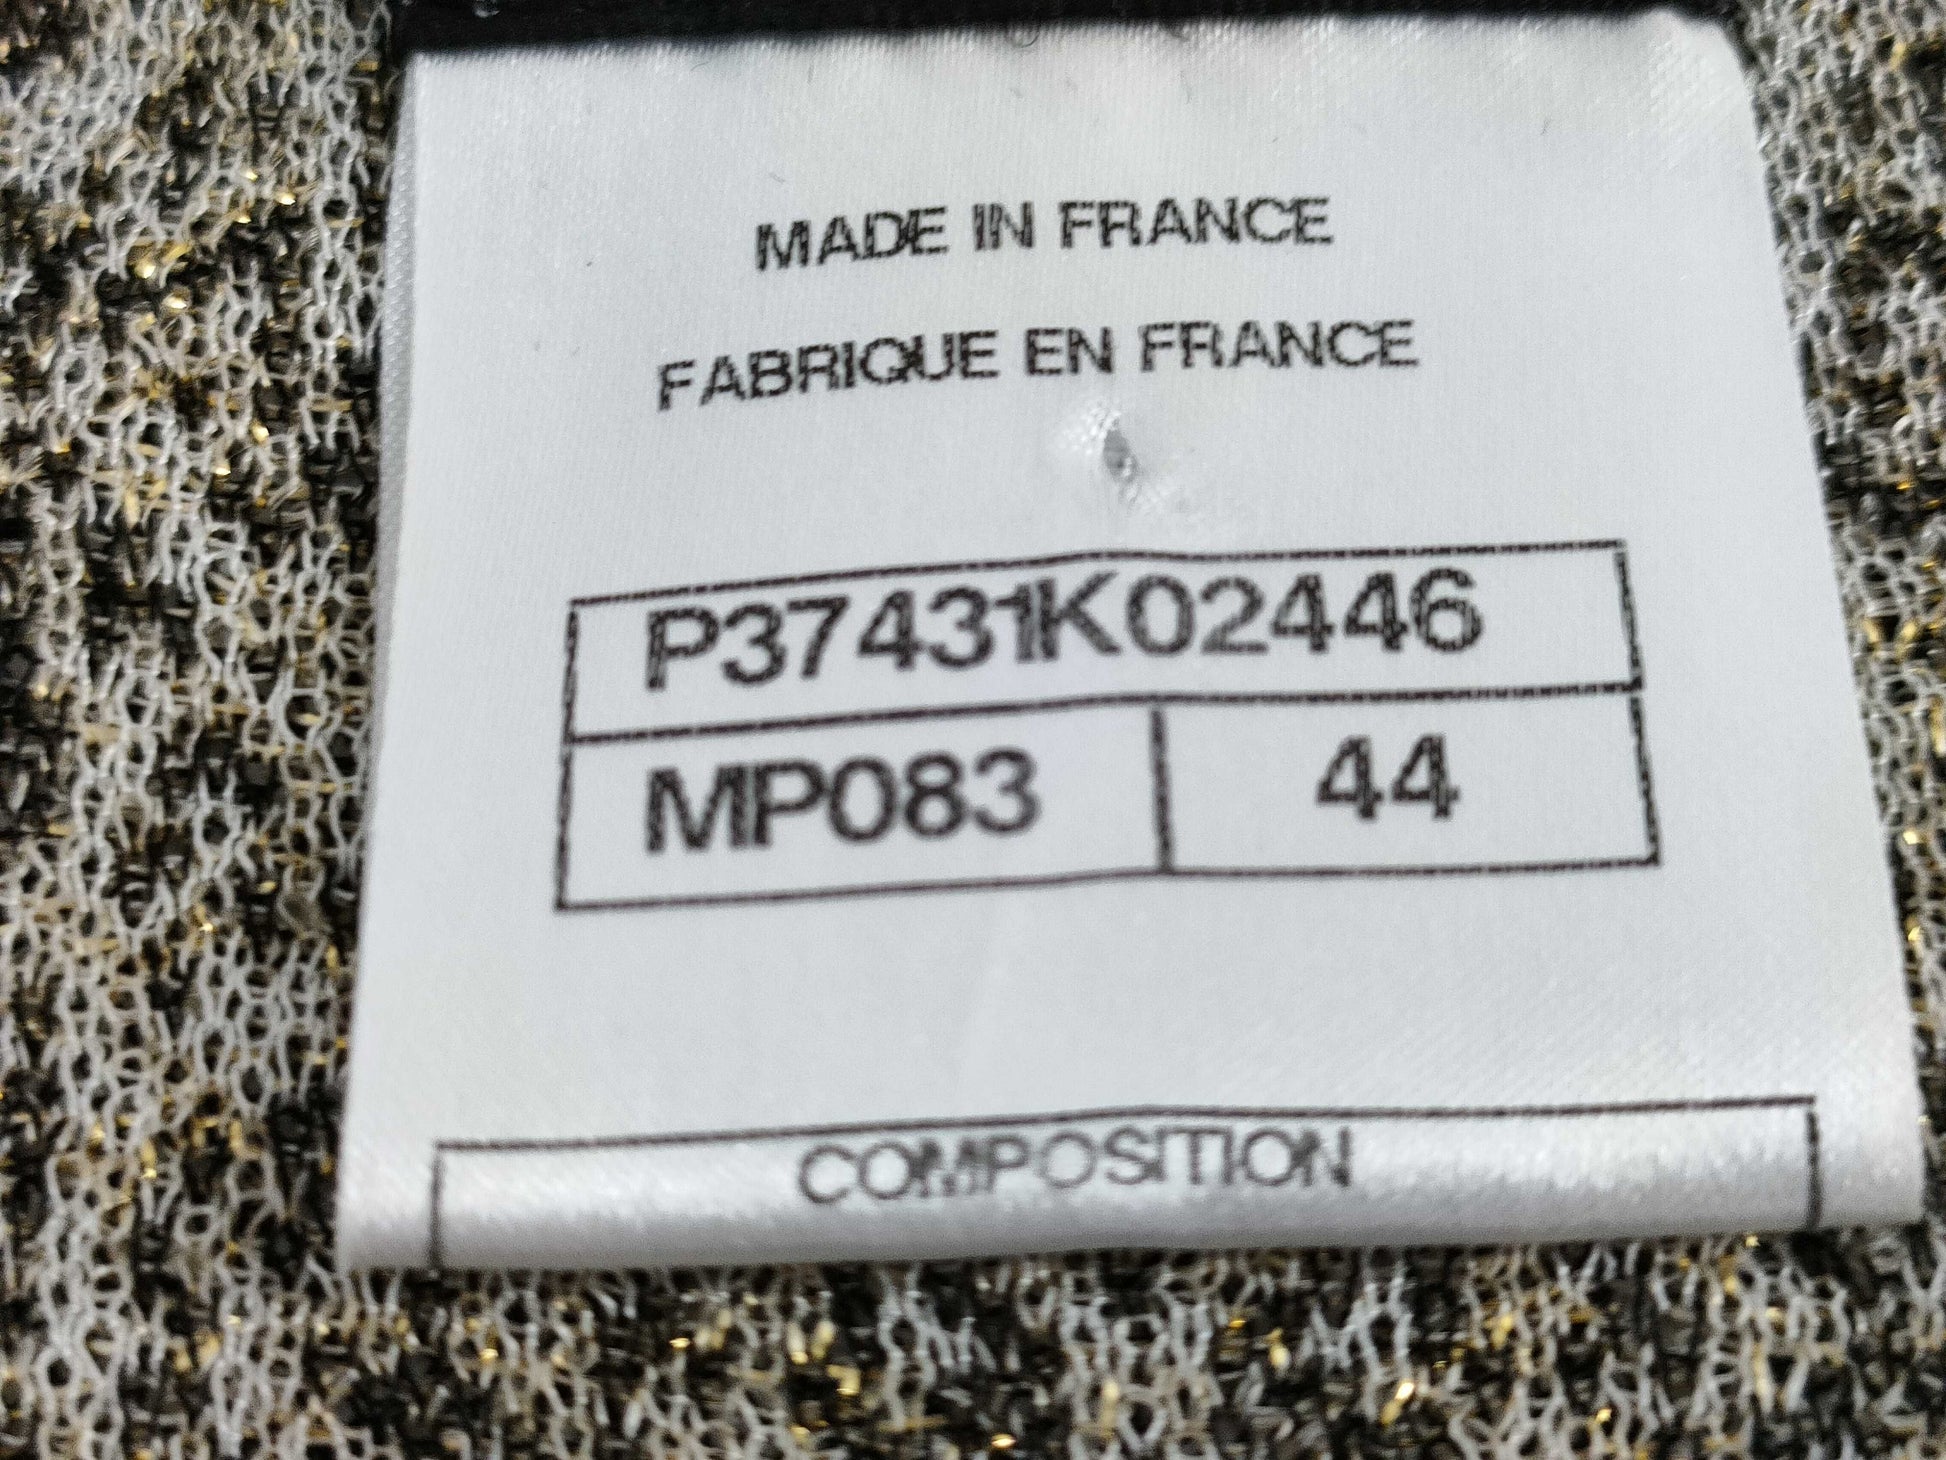 MADE IN FRANCE
FABRIQUE EN FRANCE
P37431K02446
MP083 44
COMPOSITION